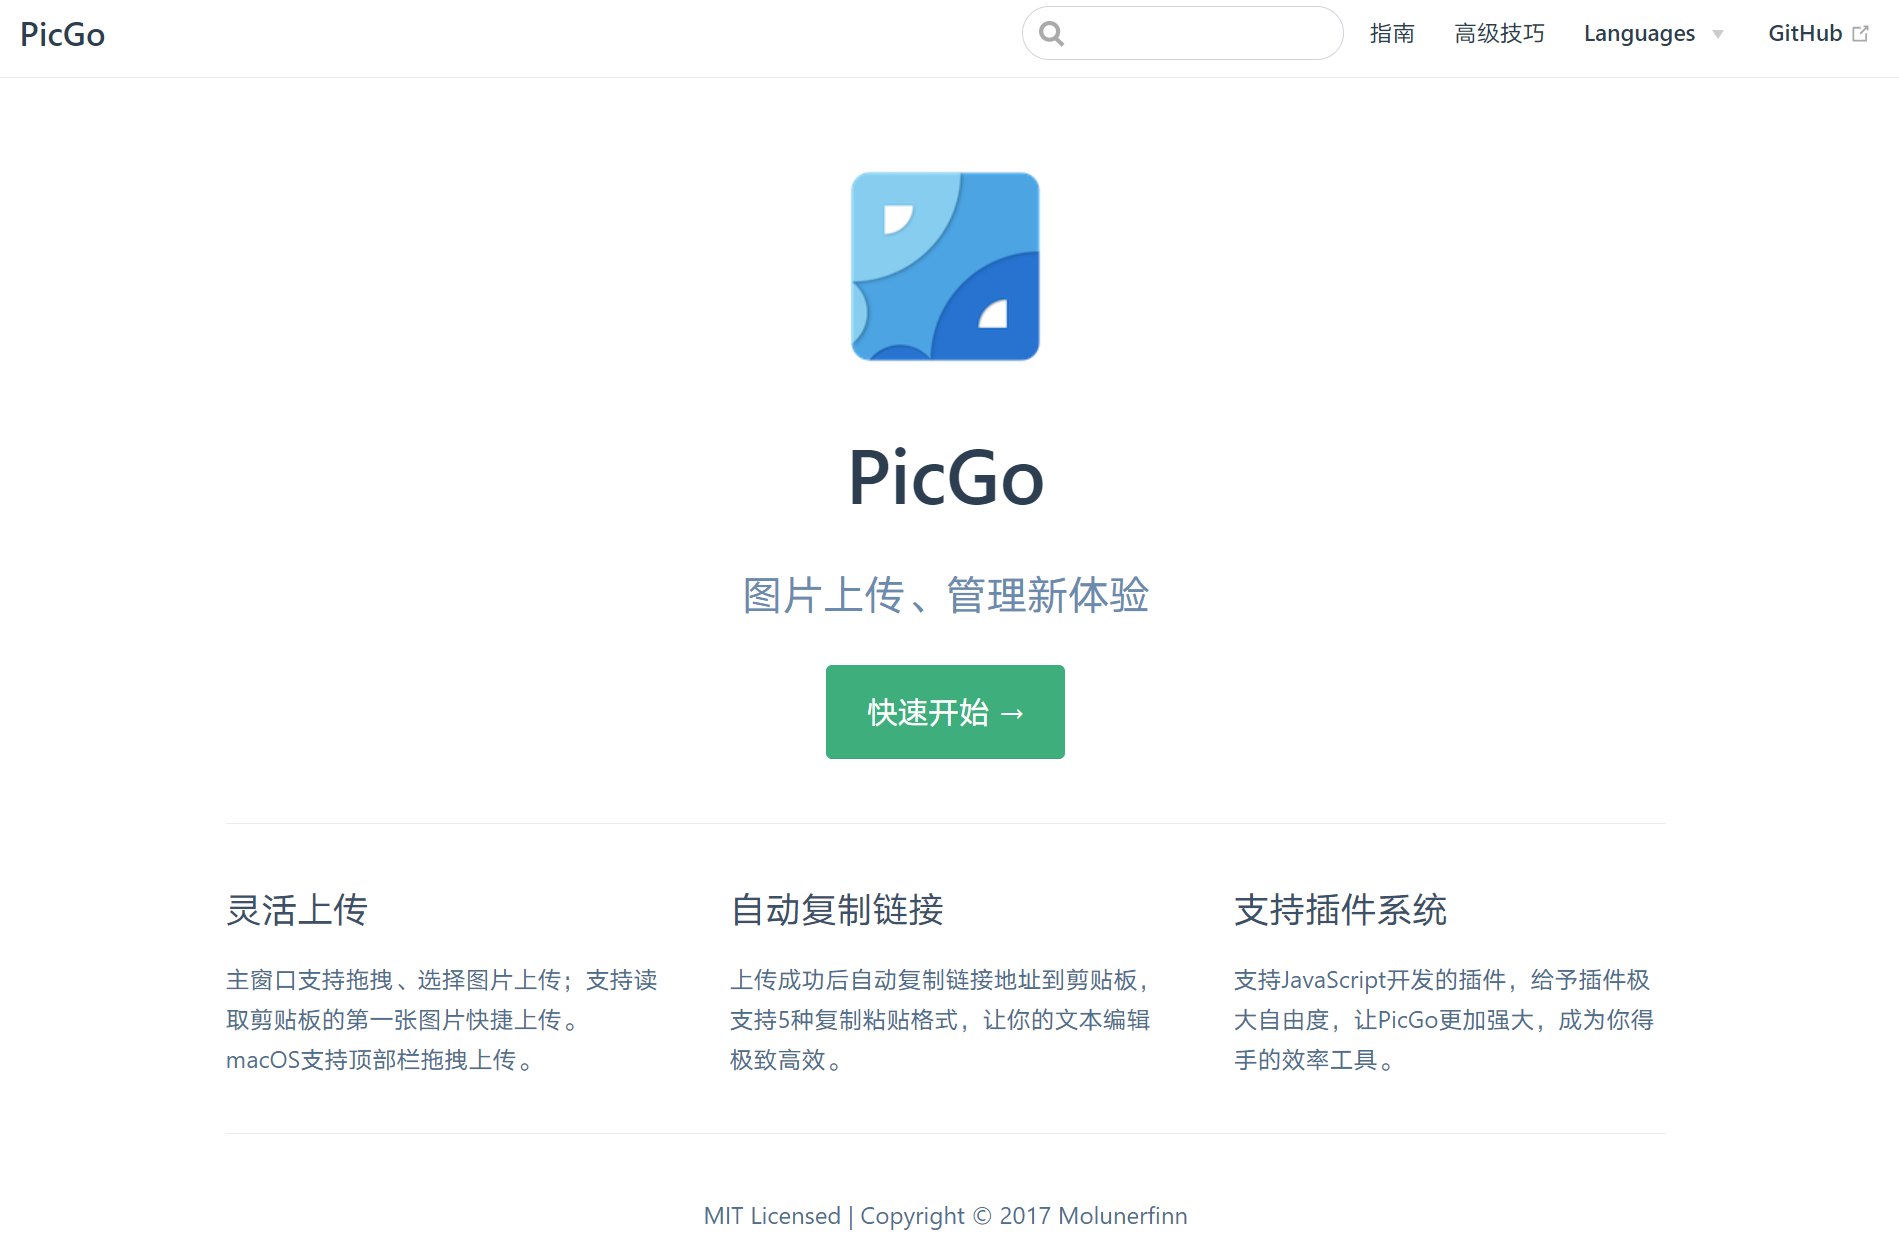 PicGo
指南
高级技巧
Languages
GitHub
PicGo
图片上传、管理新体验
快速开始 →
灵活上传
主窗口支持拖拽、选择图片上传；支持读
取剪贴板的第一张图片快捷上传。
macOS支持顶部栏拖拽上传。
自动复制链接
上传成功后自动复制链接地址到剪贴板，
支持5种复制粘贴格式，让你的文本编辑
极致高效。
支持插件系统
支持JavaScript开发的插件，给予插件极
大自由度，让PicGo更加强大，成为你得
手的效率工具。
MIT Licensed | Copyright © 2017 Molunerfinn